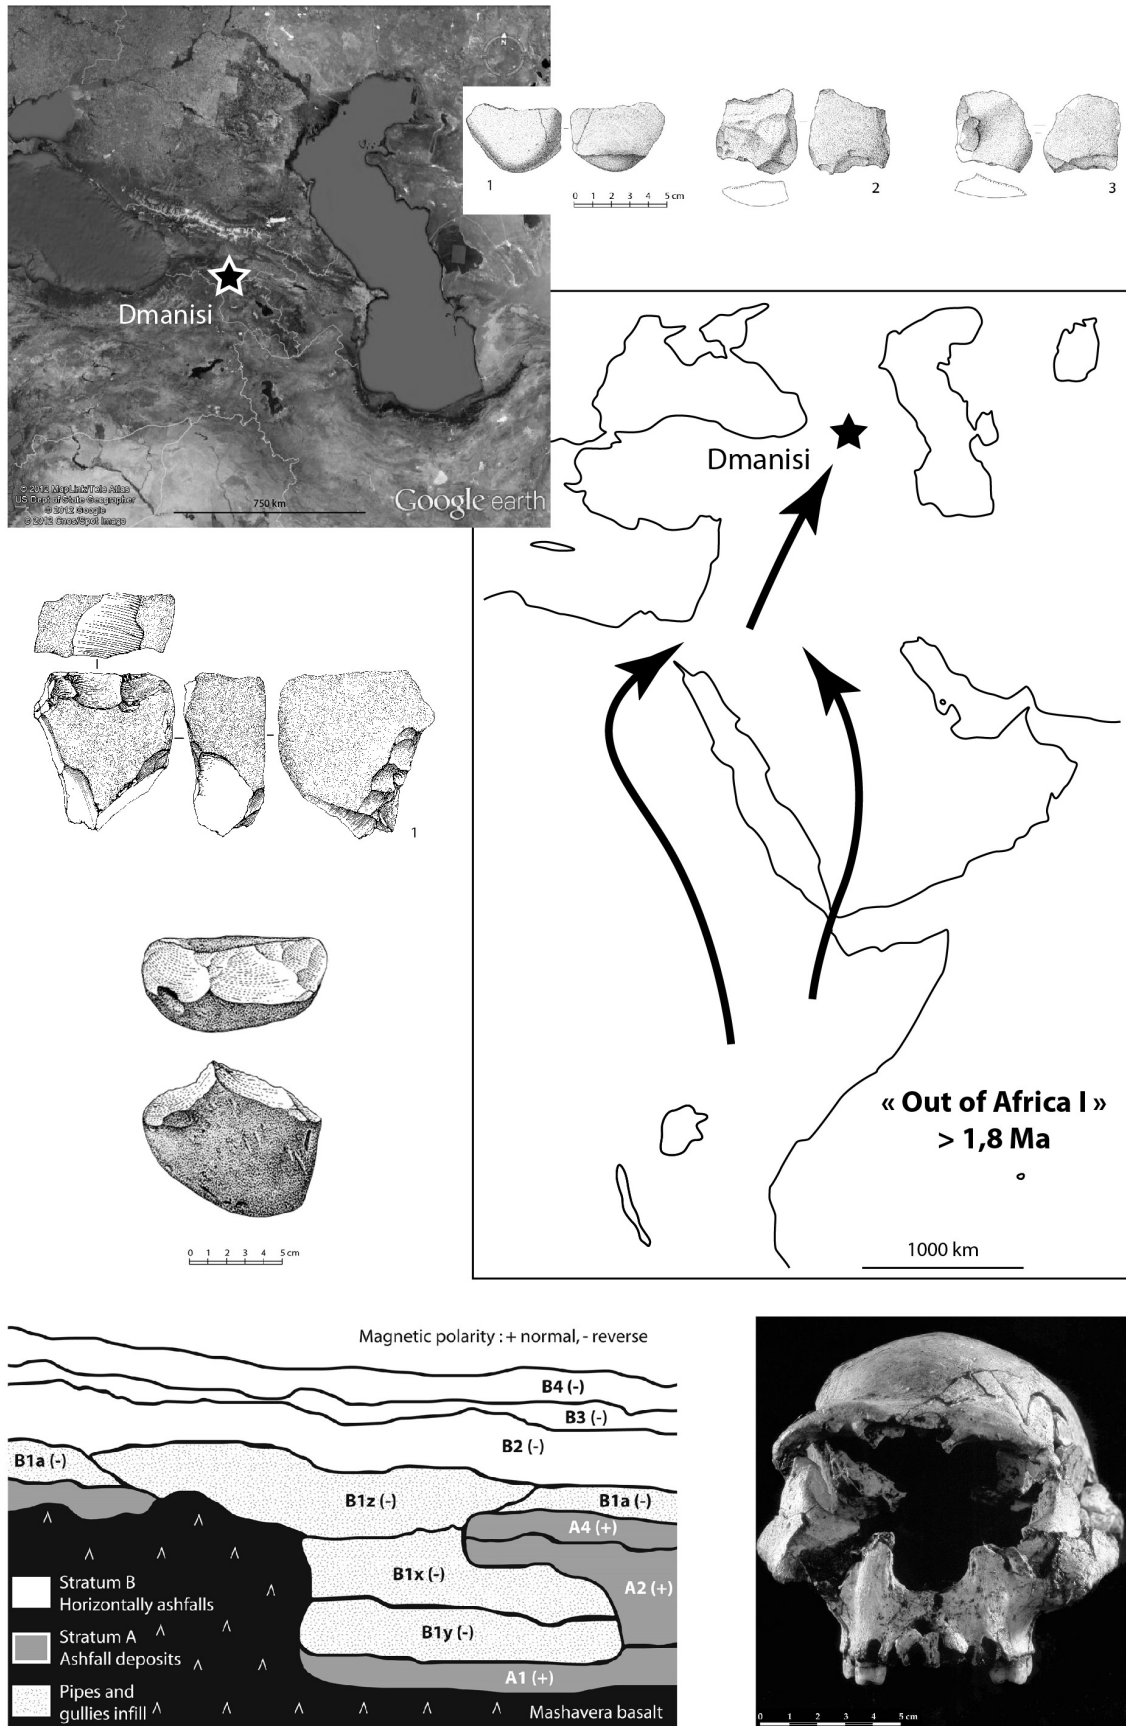 N
Dmanisi
© 2012 MapLink/Tele Atlas
US Dept of State Geographer
© 2012 Google
© 2012 Cnes/Spot Image
750 km
Google earth
1
0 1 2 3 4 5 cm
2
3
Dmanisi
« Out of Africa I »
> 1,8 Ma
1000 km
1
0 1 2 3 4 5 cm
Magnetic polarity : + normal, - reverse
B4 (-)
B3 (-)
B2 (-)
B1a (-)
B1z (-)
B1a (-)
A4 (+)
B1x (-)
A2 (+)
B1y (-)
A1 (+)
Stratum B
Horizontally ashfalls
Stratum A
Ashfall deposits
Pipes and
gullies infill
Mashavera basalt
0 1 2 3 4 5 cm